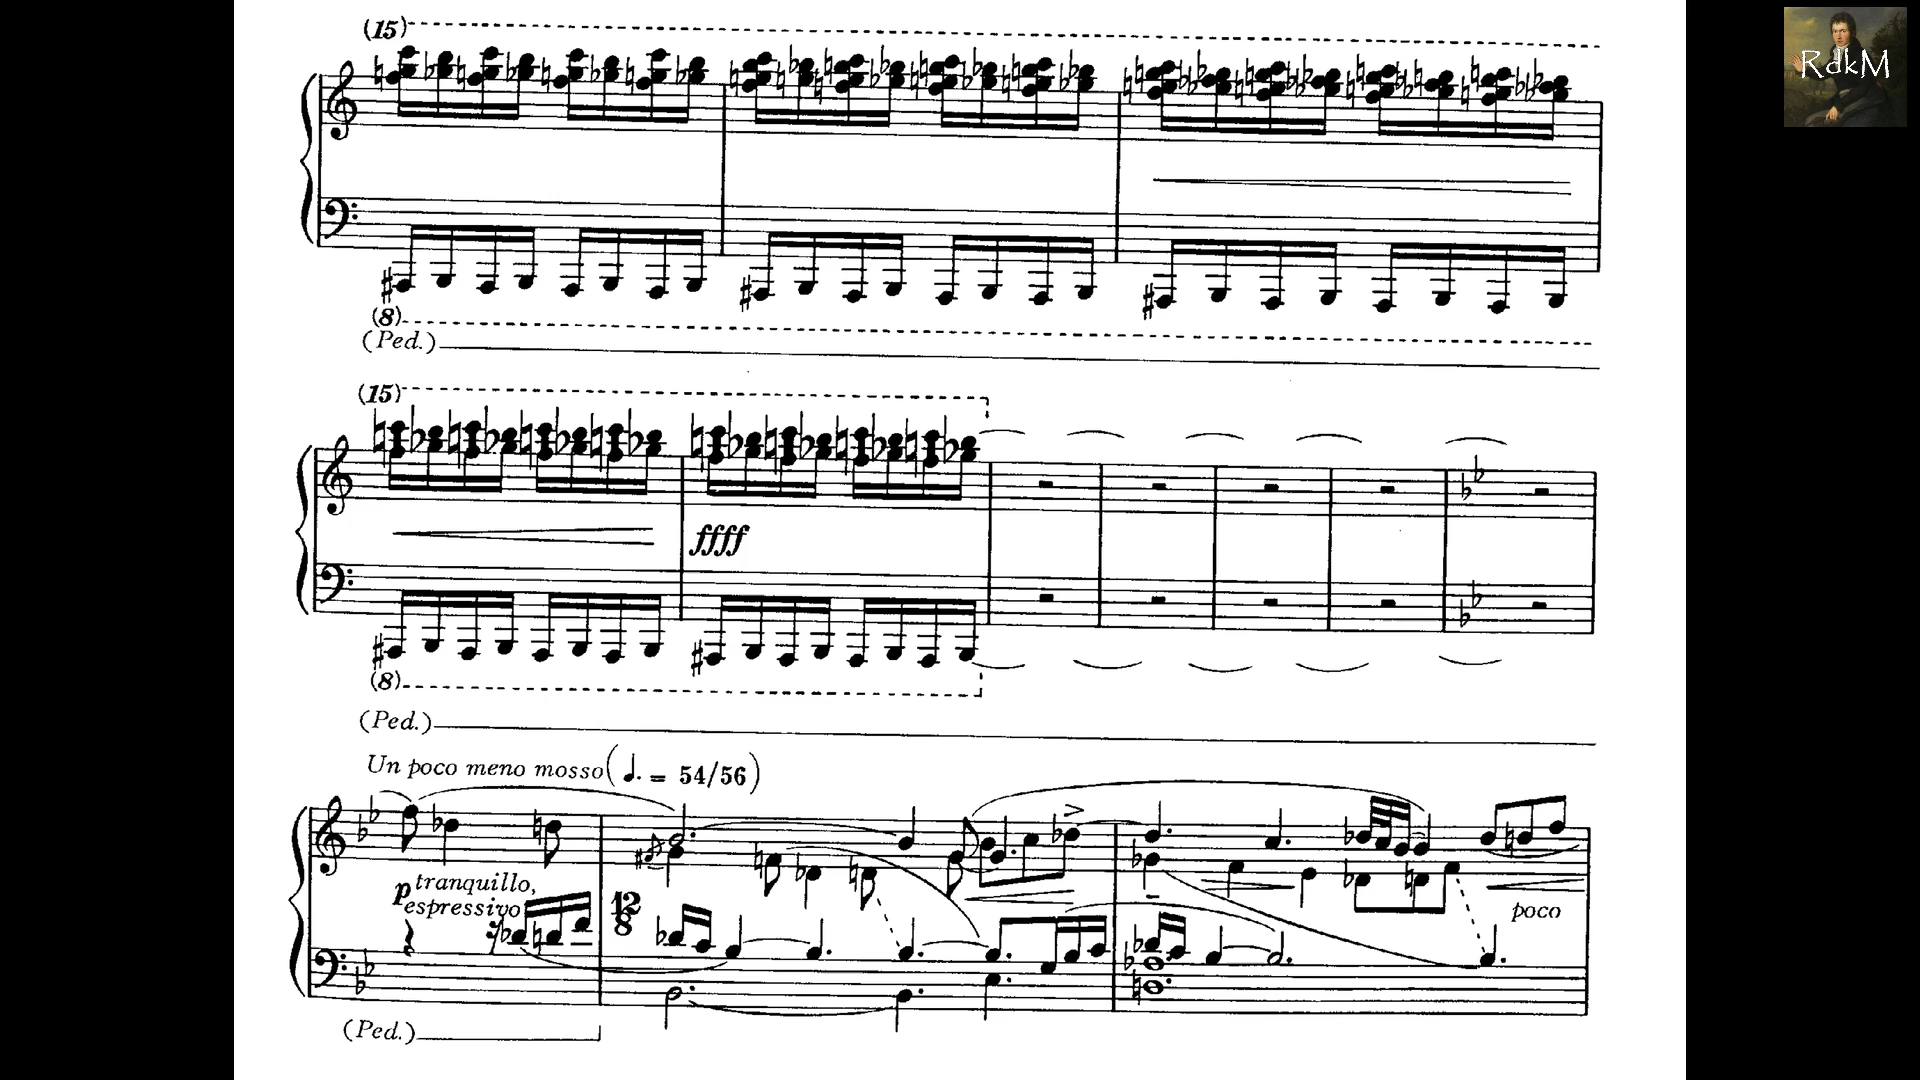 (15)
RdkM
(8)
(Ped.)
(15)
ffff
(8)
(Ped.)
Un poco meno mosso (♩. = 54/56)
p tranquillo,
espressivo
12
8
poco
(Ped.)